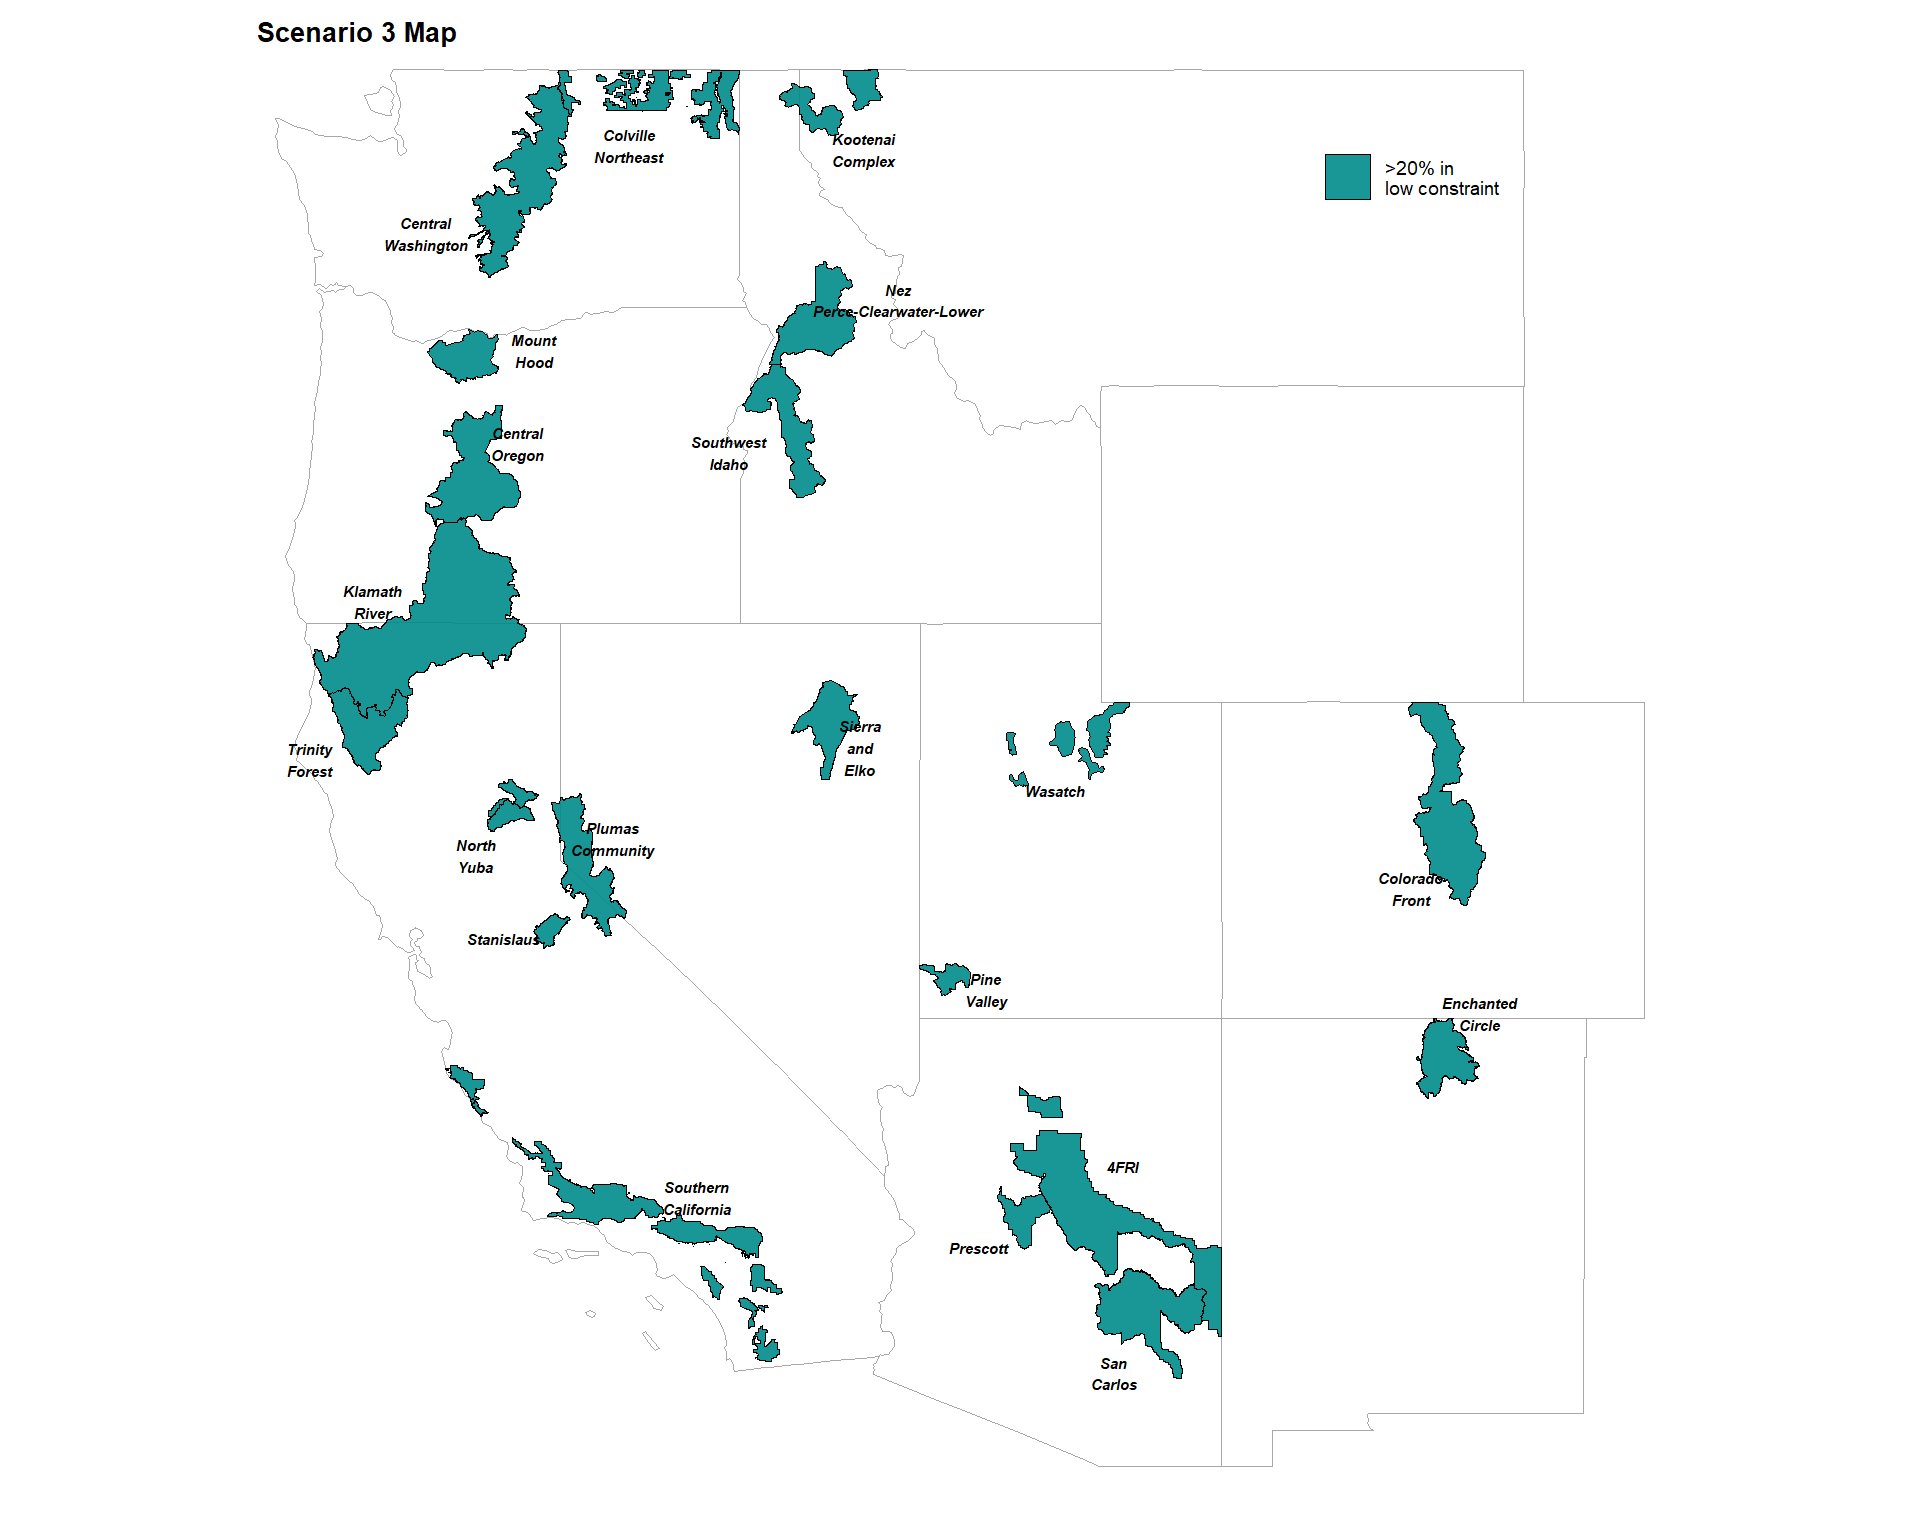 Scenario 3 Map
Colville
Northeast
Kootenai
Complex
>20% in
low constraint
Central
Washington
Nez
Perce-Clearwater-Lower
Mount
Hood
Central
Oregon
Southwest
Idaho
Klamath
River
Trinity
Forest
Sierra
and
Elko
Wasatch
North
Yuba
Plumas
Community
Colorado
Front
Stanislaus
Pine
Valley
Enchanted
Circle
4FRI
Southern
California
Prescott
San
Carlos